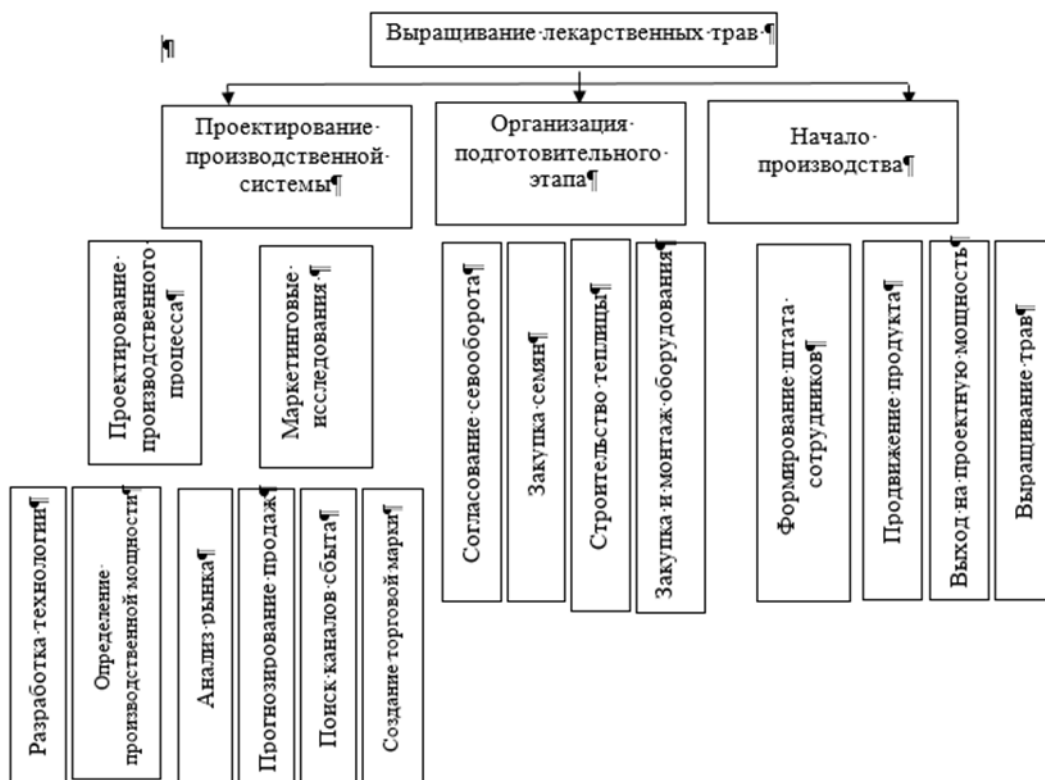 ¶
Выращивание·лекарственных·трав·¶
Проектирование·
производственной·
системы¶
Организация·
подготовительного·
этапа¶
Начало·
производства¶
Проектирование·
производственного·
процесса¶
Маркетинговые·
исследования·¶
Согласование·севооборота¶
Закупка·семян¶
Строительство·теплицы¶
Закупка·и·монтаж·оборудования¶
Формирование·штата·
сотрудников¶
Продвижение·продукта¶
Выход·на·проектную·мощность¶
Выращивание·трав¶
Разработка·технологии¶
Определение·
производственной·мощности¶
Анализ·рынка¶
Прогнозирование·продаж¶
Поиск·каналов·сбыта¶
Создание·торговой·марки¶